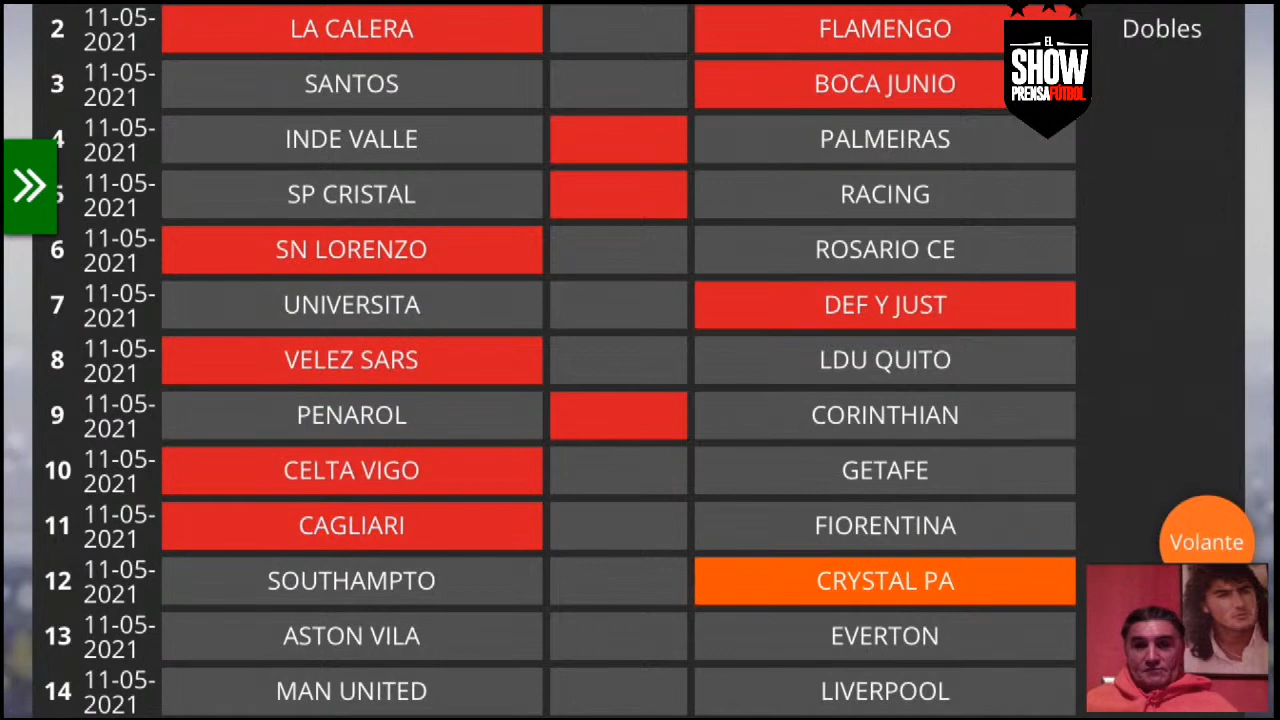 2 11-05-2021 LA CALERA FLAMENGO Dobles
3 11-05-2021 SANTOS BOCA JUNIO
4 11-05-2021 INDE VALLE PALMEIRAS
5 11-05-2021 SP CRISTAL RACING
6 11-05-2021 SN LORENZO ROSARIO CE
7 11-05-2021 UNIVERSITA DEF Y JUST
8 11-05-2021 VELEZ SARS LDU QUITO
9 11-05-2021 PENAROL CORINTHIAN
10 11-05-2021 CELTA VIGO GETAFE
11 11-05-2021 CAGLIARI FIORENTINA
12 11-05-2021 SOUTHAMPTO CRYSTAL PA
13 11-05-2021 ASTON VILA EVERTON
14 11-05-2021 MAN UNITED LIVERPOOL
EL
SHOW
PRENSAFÚTBOL
Volante